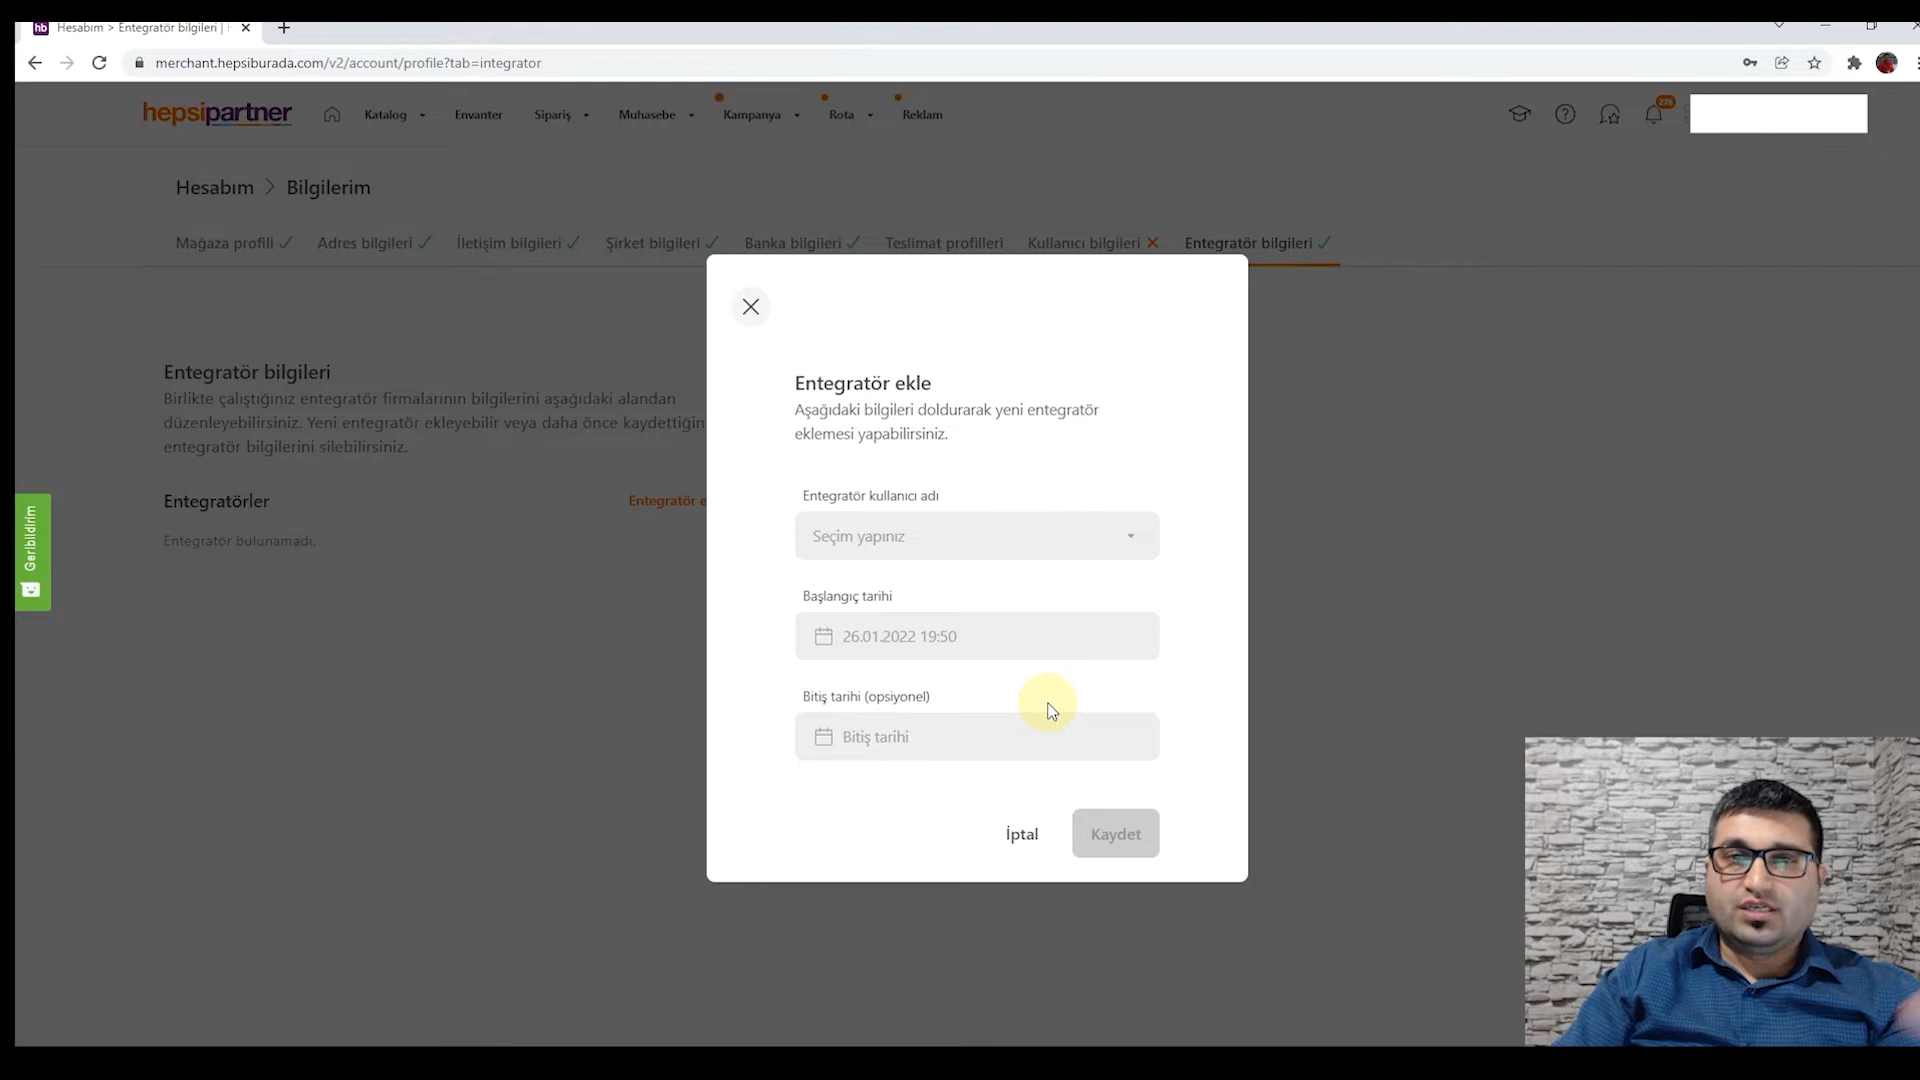 hb Hesabım > Entegratör bilgileri |
merchant.hepsiburada.com/v2/account/profile?tab=integrator
hepsipartner
Katalog
Envanter
Sipariş
Muhasebe
Kampanya
Rota
Reklam
Hesabım > Bilgilerim
Mağaza profili
Adres bilgileri
İletişim bilgileri
Şirket bilgileri
Banka bilgileri
Teslimat profilleri
Kullanıcı bilgileri
Entegratör bilgileri
Entegratör bilgileri
Birlikte çalıştığınız entegratör firmalarının bilgilerini aşağıdaki alandan
düzenleyebilirsiniz. Yeni entegratör ekleyebilir veya daha önce kaydettiğin
entegratör bilgilerini silebilirsiniz.
Entegratörler
Entegratör e
Entegratör bulunamadı.
Geribildirim
Entegratör ekle
Aşağıdaki bilgileri doldurarak yeni entegratör
eklemesi yapabilirsiniz.
Entegratör kullanıcı adı
Seçim yapınız
Başlangıç tarihi
26.01.2022 19:50
Bitiş tarihi (opsiyonel)
Bitiş tarihi
İptal
Kaydet